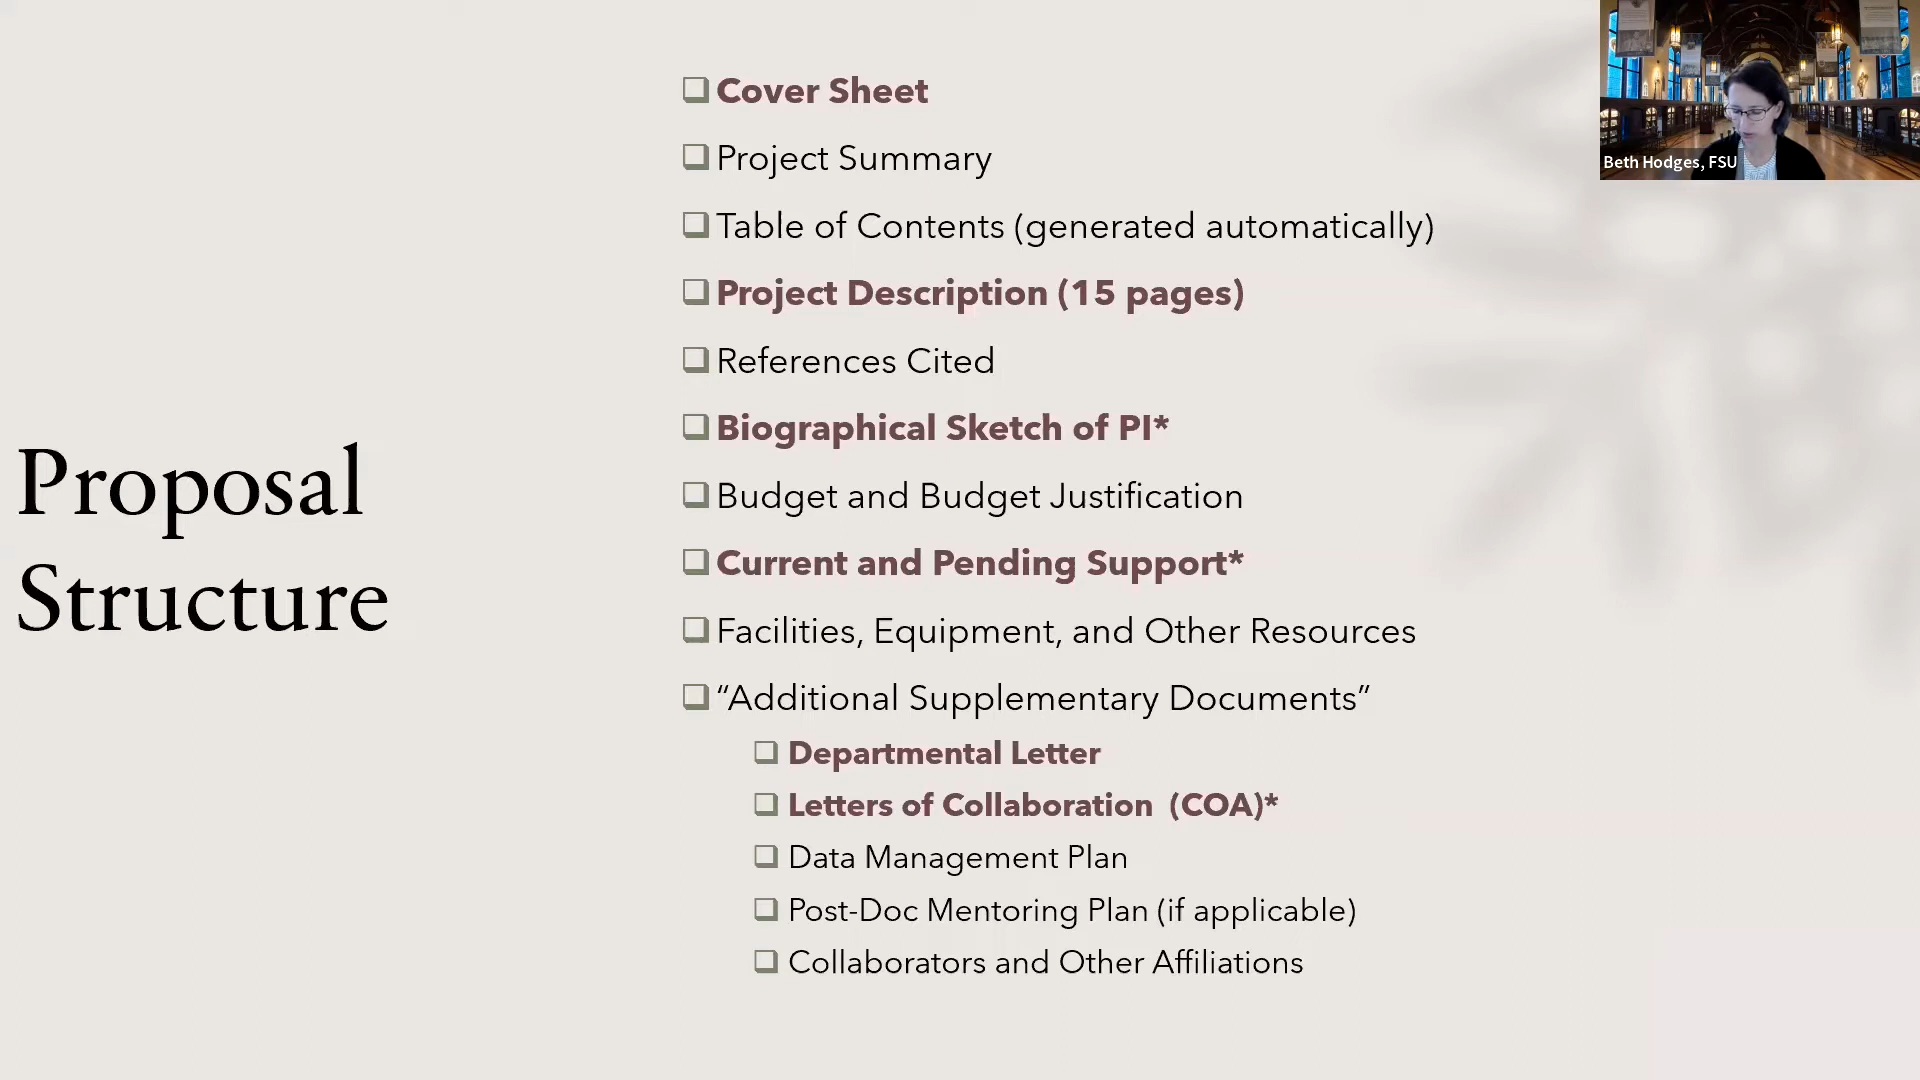 Proposal
Structure
Cover Sheet
Project Summary
Table of Contents (generated automatically)
Project Description (15 pages)
References Cited
Biographical Sketch of PI*
Budget and Budget Justification
Current and Pending Support*
Facilities, Equipment, and Other Resources
“Additional Supplementary Documents”
Departmental Letter
Letters of Collaboration (COA)*
Data Management Plan
Post-Doc Mentoring Plan (if applicable)
Collaborators and Other Affiliations
Beth Hodges, FSU